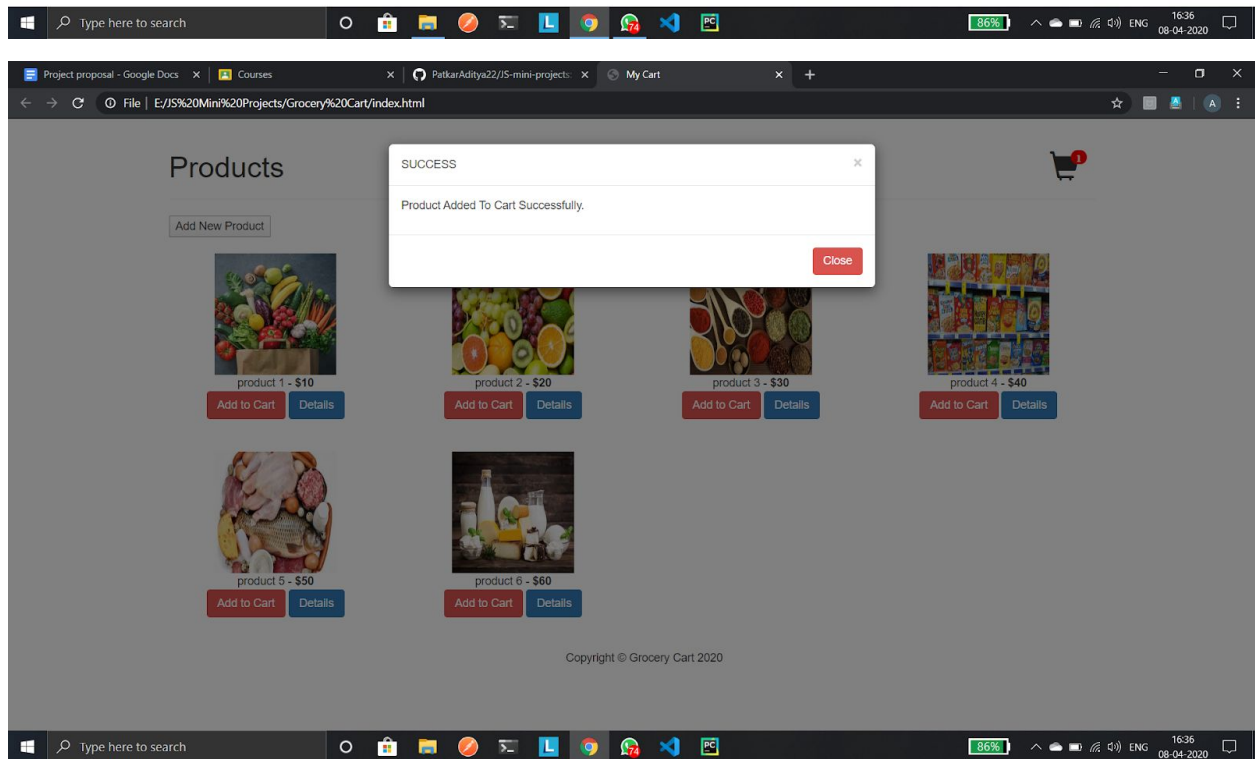 Type here to search L 74 PC 86% ENG 16:36
08-04-2020
Project proposal - Google Docs Courses PatkarAditya22/JS-mini-projects: My Cart
File | E:/JS%20Mini%20Projects/Grocery%20Cart/index.html A
Products
SUCCESS
1
Product Added To Cart Successfully.
Add New Product
Close
product 1 - $10 product 2 - $20 product 3 - $30 product 4 - $40
Add to Cart Details Add to Cart Details Add to Cart Details Add to Cart Details
product 5 - $50 product 6 - $60
Add to Cart Details Add to Cart Details
Copyright © Grocery Cart 2020
Type here to search L 74 PC 86% ENG 16:36
08-04-2020